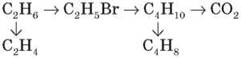 C₂H₆ → C₂H₅Br → C₄H₁₀ → CO₂
↓ ↓
C₂H₄ C₄H₈